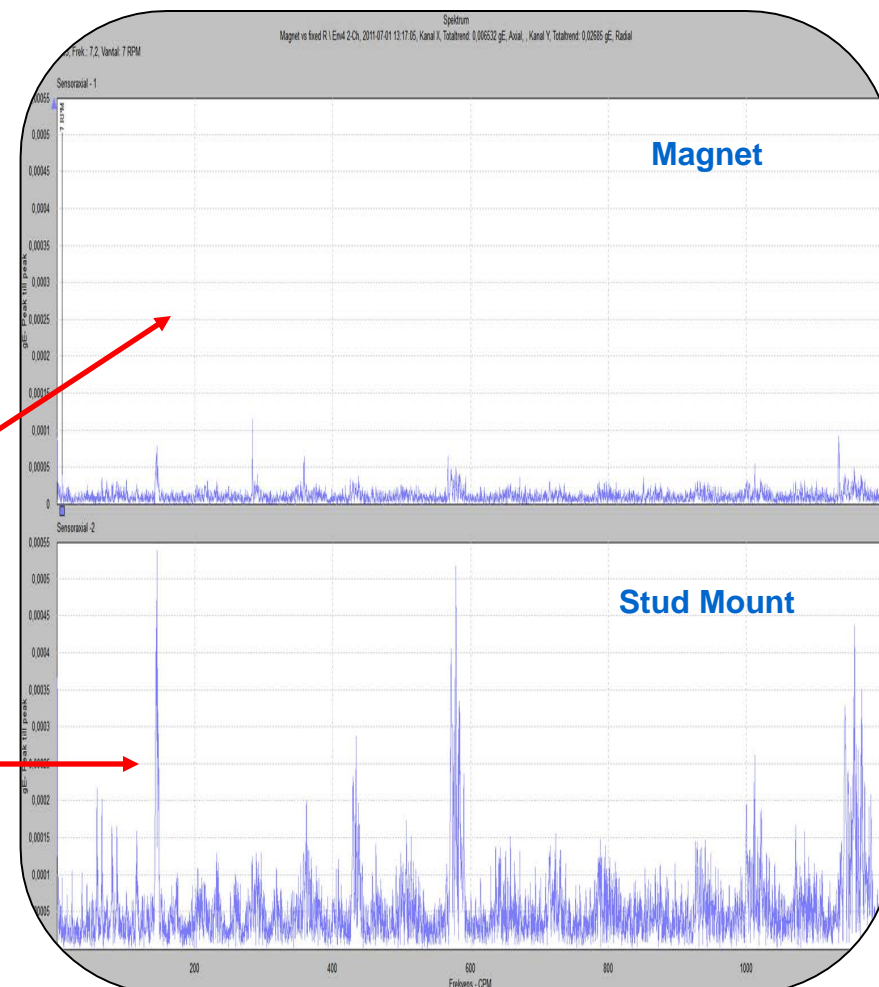 Spektrum
Magnet vs fixed R \ Env4 2-Ch, 2011-07-01 13:17:05, Kanal X, Totaltrend: 0,006532 gE, Axial, , Kanal Y, Totaltrend: 0,02685 gE, Radial
Frek.: 7,2, Varvtal: 7 RPM
Sensoraxial - 1
7 RPM
Magnet
0,0005
0,00045
0,0004
0,00035
0,0003
0,00025
0,0002
0,00015
0,0001
0,00005
0
gE- Peak till peak
Sensoraxial -2
Stud Mount
0,00055
0,0005
0,00045
0,0004
0,00035
0,0003
0,00025
0,0002
0,00015
0,0001
gE- Peak till peak
200
400
600
800
1000
Frekvens - CPM